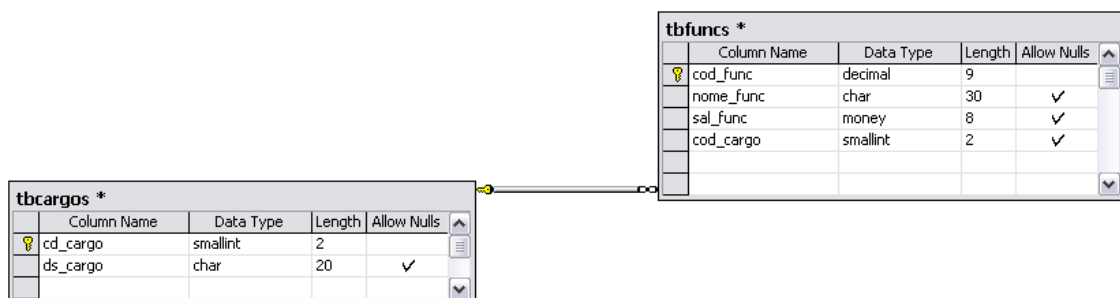 tbfuncs *
Column Name Data Type Length Allow Nulls
cod_func decimal 9
nome_func char 30 ✓
sal_func money 8 ✓
cod_cargo smallint 2 ✓
tbcargos *
Column Name Data Type Length Allow Nulls
cd_cargo smallint 2
ds_cargo char 20 ✓